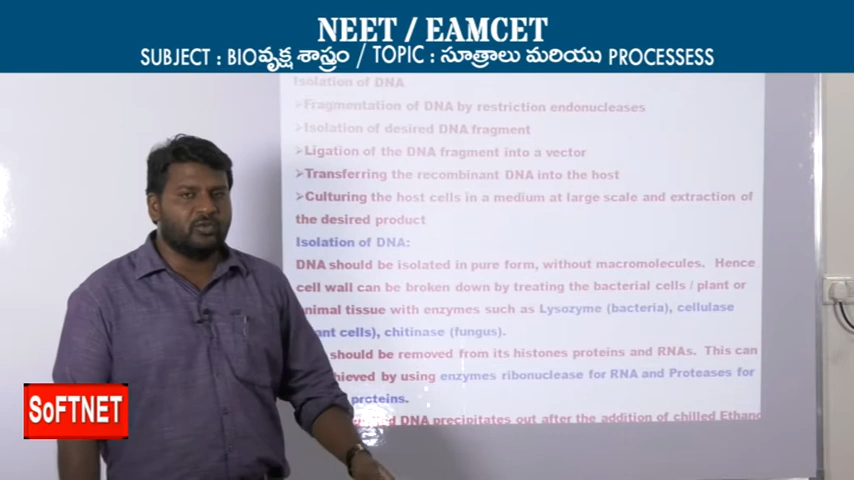 NEET / EAMCET
SUBJECT : BIOవృక్ష శాస్త్రం / TOPIC : సూత్రాలు మరియు PROCESSESS
Isolation of DNA
➢Fragmentation of DNA by restriction endonucleases
➢Isolation of desired DNA fragment
➢Ligation of the DNA fragment into a vector
➢Transferring the recombinant DNA into the host
➢Culturing the host cells in a medium at large scale and extraction of
the desired product
Isolation of DNA:
DNA should be isolated in pure form, without macromolecules. Hence
cell wall can be broken down by treating the bacterial cells / plant or
animal tissue with enzymes such as Lysozyme (bacteria), cellulase
cells), chitinase (fungus).
should be removed from its histones proteins and RNAs. This can
by using enzymes ribonuclease for RNA and Proteases for
proteins.
DNA precipitates out after the addition of chilled
SoFTNET